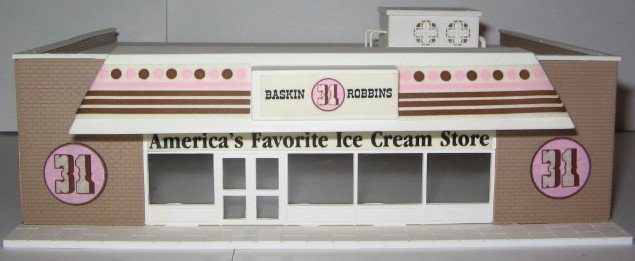 BASKIN 31 ROBBINS
America's Favorite Ice Cream Store
31
31